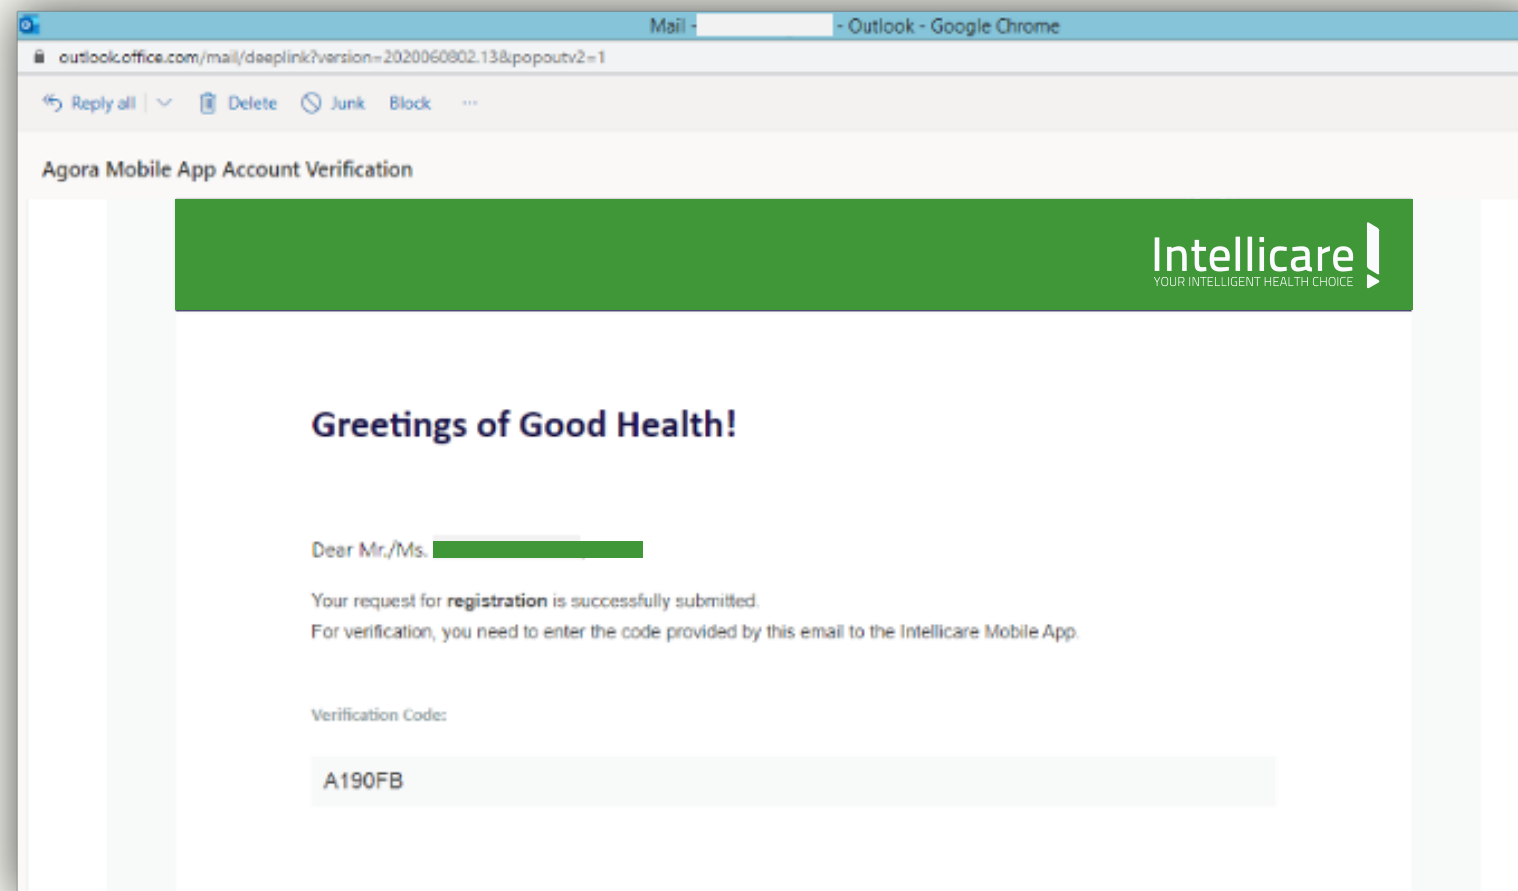 Mail - - Outlook - Google Chrome
outlook.office.com/mail/deeplink?version=2020060802.13&popoutv2=1
Reply all Delete Junk Block ...
Agora Mobile App Account Verification
Intellicare
YOUR INTELLIGENT HEALTH CHOICE
Greetings of Good Health!
Dear Mr./Ms.
Your request for registration is successfully submitted.
For verification, you need to enter the code provided by this email to the Intellicare Mobile App.
Verification Code:
A190FB